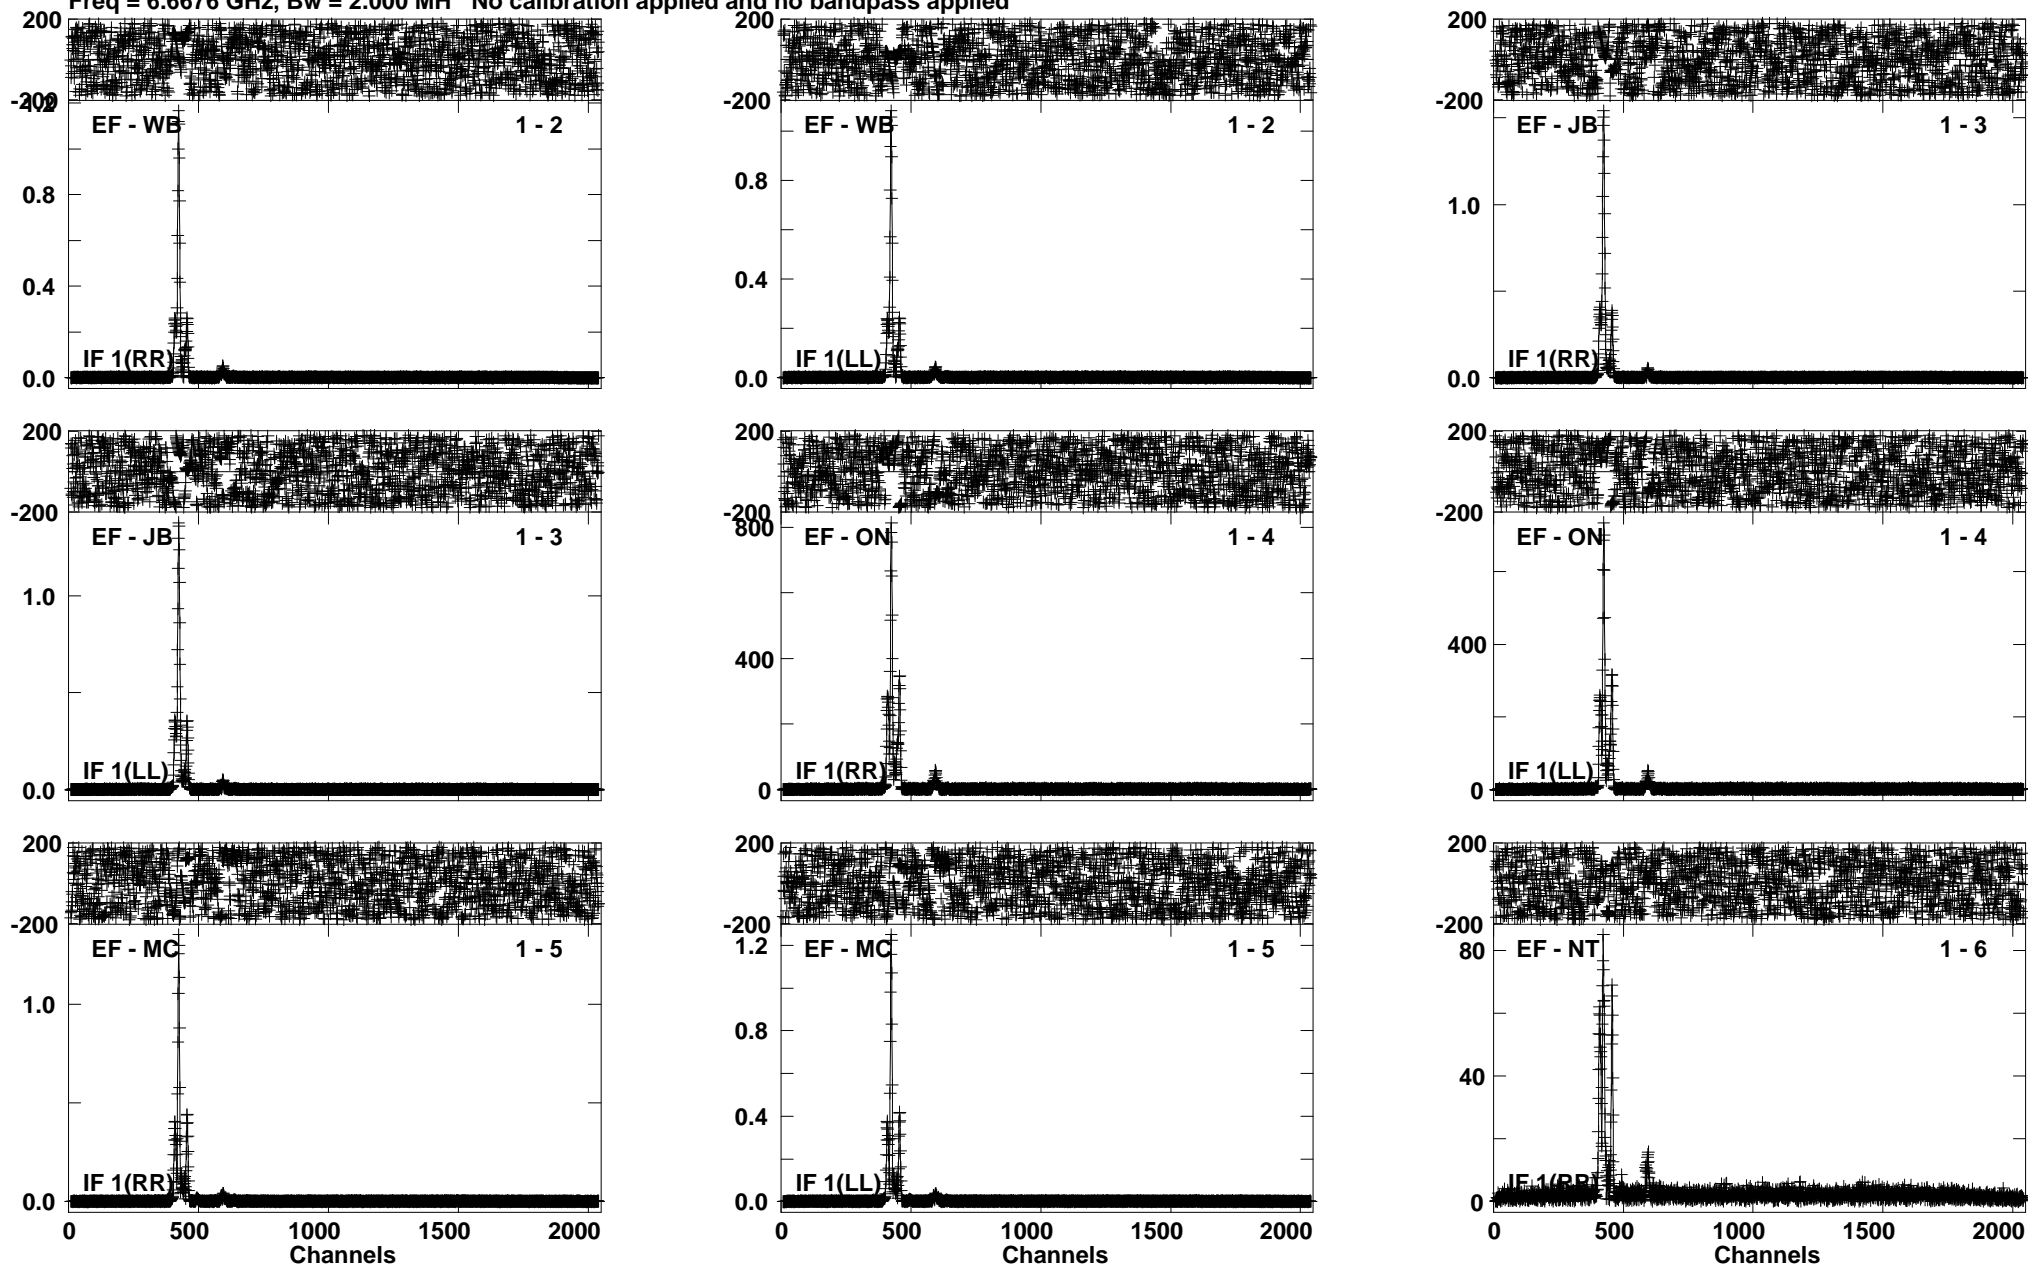 Freq = 6.6676 GHz, Bw = 2.000 MH No calibration applied and no bandpass applied
200
-200
1.2
EF - WB
1 - 2
0.8
0.4
IF 1(RR)
0.0
200
-200
EF - WB
1 - 2
0.8
0.4
IF 1(LL)
0.0
200
-200
EF - JB
1 - 3
1.0
IF 1(RR)
0.0
200
-200
EF - JB
1 - 3
1.0
IF 1(LL)
0.0
200
-200
800
EF - ON
1 - 4
400
IF 1(RR)
0
200
-200
EF - ON
1 - 4
400
IF 1(LL)
0
200
-200
EF - MC
1 - 5
1.0
IF 1(RR)
0.0
0 500 1000 1500 2000
Channels
200
-200
1.2
EF - MC
1 - 5
0.8
0.4
IF 1(LL)
0.0
0 500 1000 1500 2000
Channels
200
-200
EF - NT
1 - 6
80
40
IF 1(RR)
0
0 500 1000 1500 2000
Channels